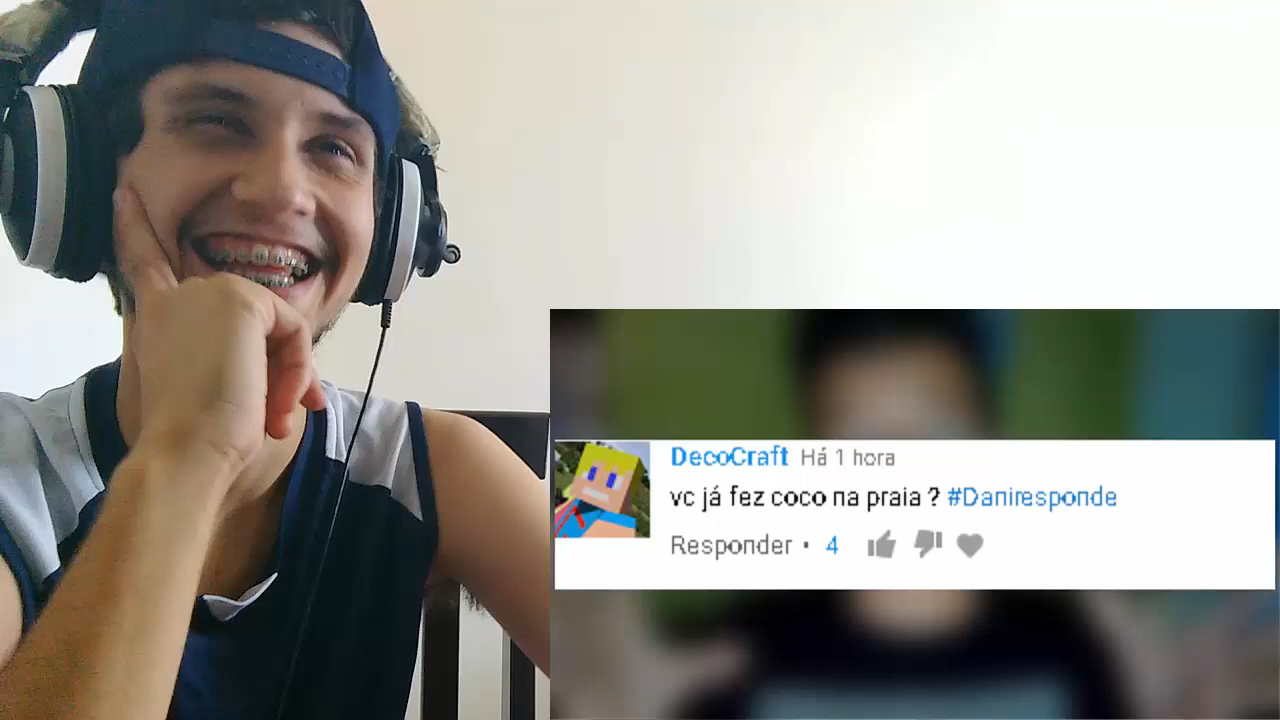 DecoCraft Há 1 hora
vc já fez coco na praia ? #Daniresponde
Responder · 4